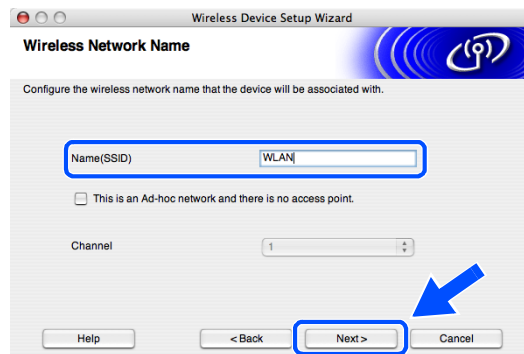 Wireless Device Setup Wizard
Wireless Network Name
Configure the wireless network name that the device will be associated with.
Name(SSID) WLAN
This is an Ad-hoc network and there is no access point.
Channel 1
Help < Back Next > Cancel